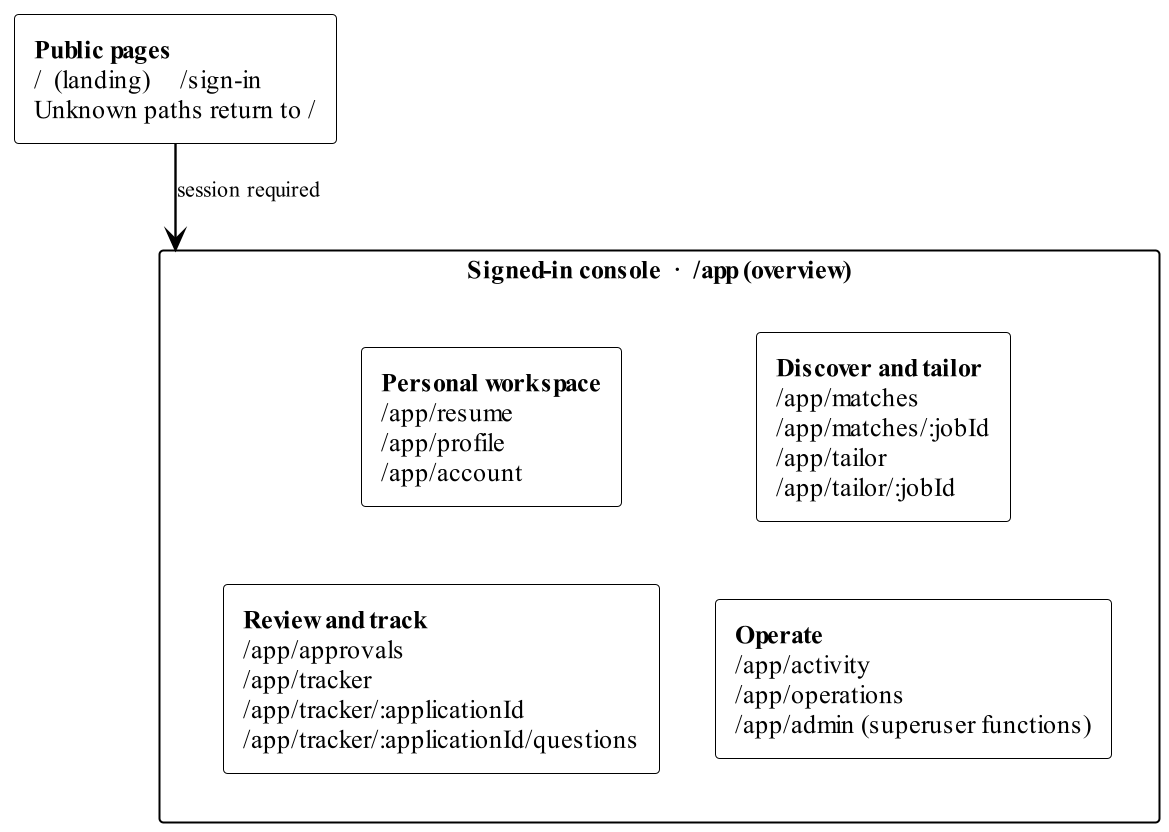 Public pages
/ (landing) /sign-in
Unknown paths return to /
session required
Signed-in console · /app (overview)
Personal workspace
/app/resume
/app/profile
/app/account
Discover and tailor
/app/matches
/app/matches/:jobId
/app/tailor
/app/tailor/:jobId
Review and track
/app/approvals
/app/tracker
/app/tracker/:applicationId
/app/tracker/:applicationId/questions
Operate
/app/activity
/app/operations
/app/admin (superuser functions)